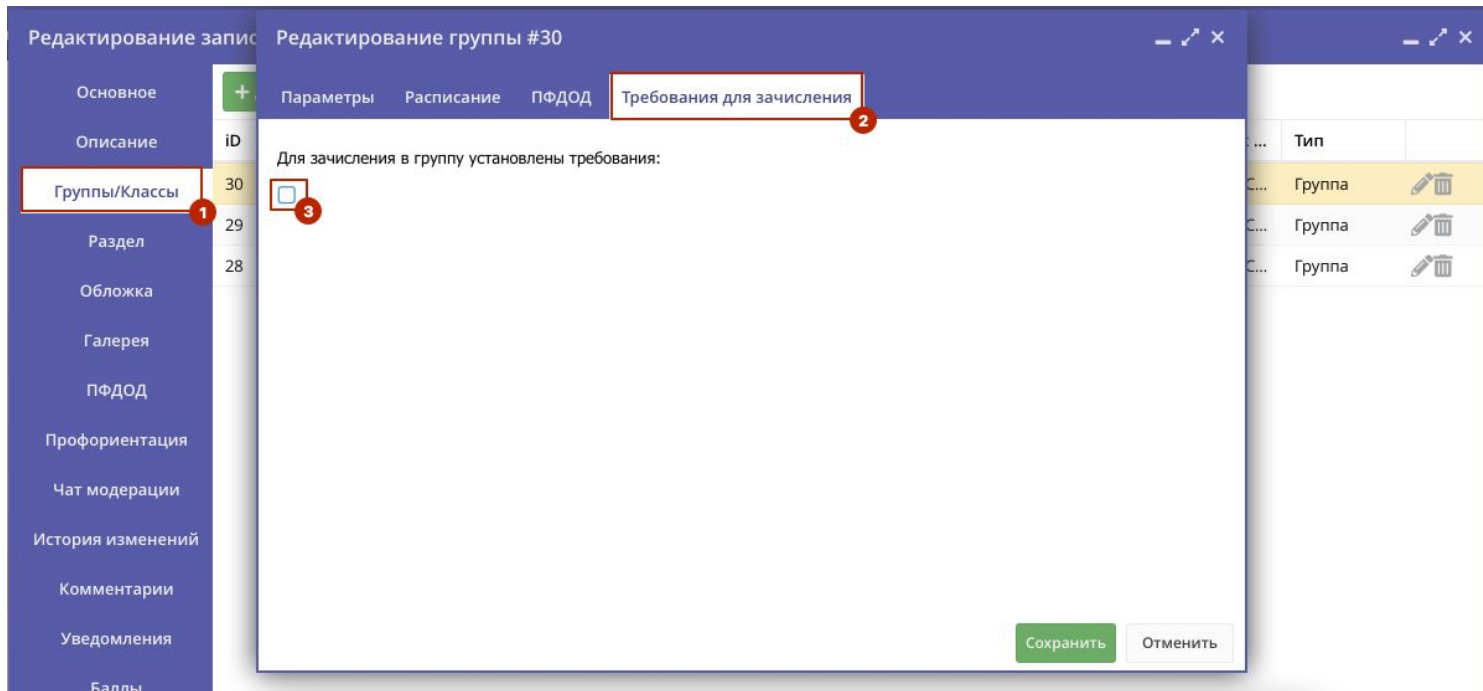 Редактирование запис
Редактирование группы #30
Основное
Описание
Группы/Классы
1
Раздел
Обложка
Галерея
ПФДОД
Профориентация
Чат модерации
История изменений
Комментарии
Уведомления
Баллы
+
iD
30
29
28
Параметры Расписание ПФДОД Требования для зачисления
2
Для зачисления в группу установлены требования:
3
Сохранить Отменить
: ... Тип
С... Группа
С... Группа
С... Группа